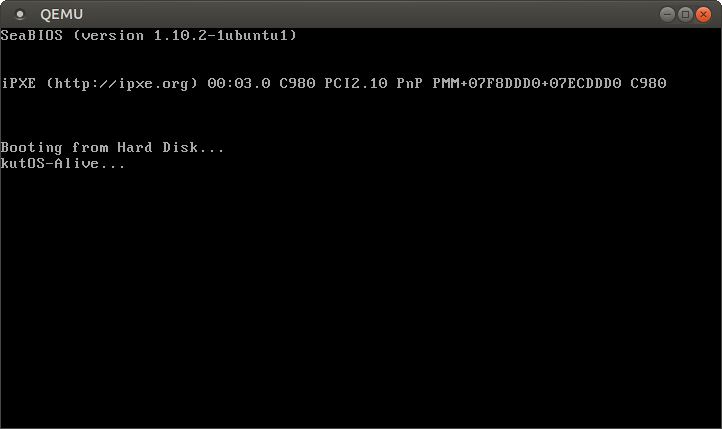 QEMU
SeaBIOS (version 1.10.2-1ubuntu1)
iPXE (http://ipxe.org) 00:03.0 C980 PCI2.10 PnP PMM+07F8DDD0+07ECDDD0 C980
Booting from Hard Disk...
kutOS-Alive...